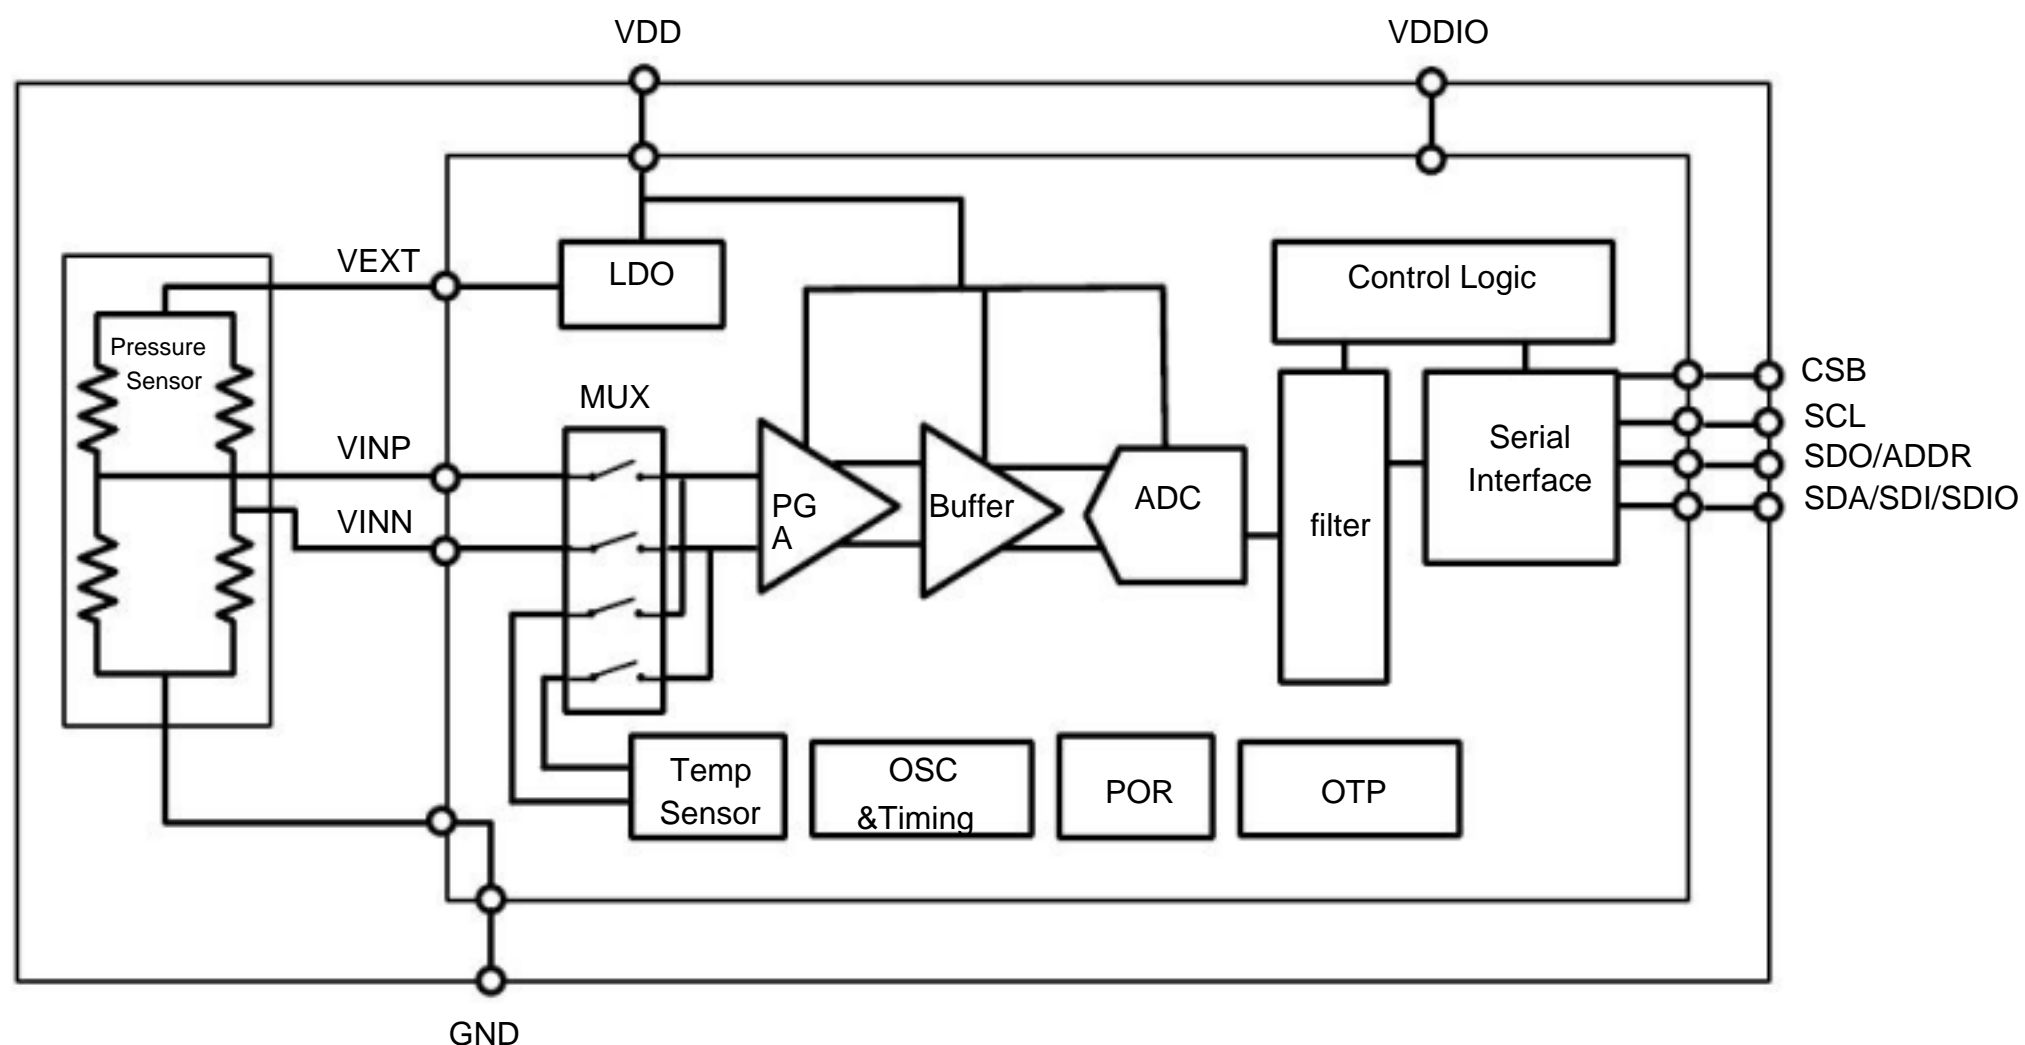 VDD
VDDIO
VEXT
LDO
Control Logic
Pressure
Sensor
MUX
CSB
SCL
SDO/ADDR
SDA/SDI/SDIO
VINP
VINN
PG
A
Buffer
ADC
filter
Serial
Interface
Temp
Sensor
OSC
&Timing
POR
OTP
GND